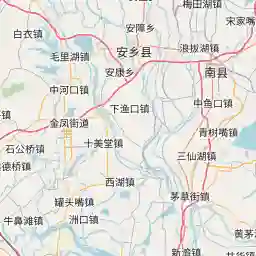 梅田湖镇
宋家嘴
安障乡
白衣镇
安乡县
浪拔湖镇
毛里湖镇
南县
安康乡
中河口镇
中鱼口镇
下渔口镇
金凤街道
青树嘴镇
十美堂镇
石公桥镇
三仙湖镇
德桥镇
西湖镇
茅草街镇
罐头嘴镇
牛鼻滩镇
洲口镇
黄茅
新湾镇